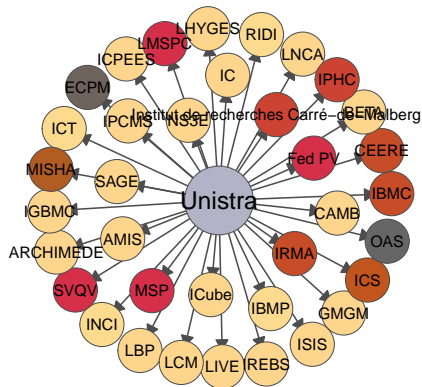 LHYGES
RIDI
LMSPC
ICPEES
LNCA
IC
IPHC
ECPM
BETA
Institut de recherches Carré-de-Malberg
IPCMS
NS3E
ICT
CEERE
Fed PV
MISHA
SAGE
IBMC
Unistra
IGBMC
CAMB
AMIS
OAS
ARCHIMEDE
IRMA
ICS
SVQV
MSP
ICube
IBMP
GMGM
INCI
ISIS
LBP
LCM
LIVE
IREBS